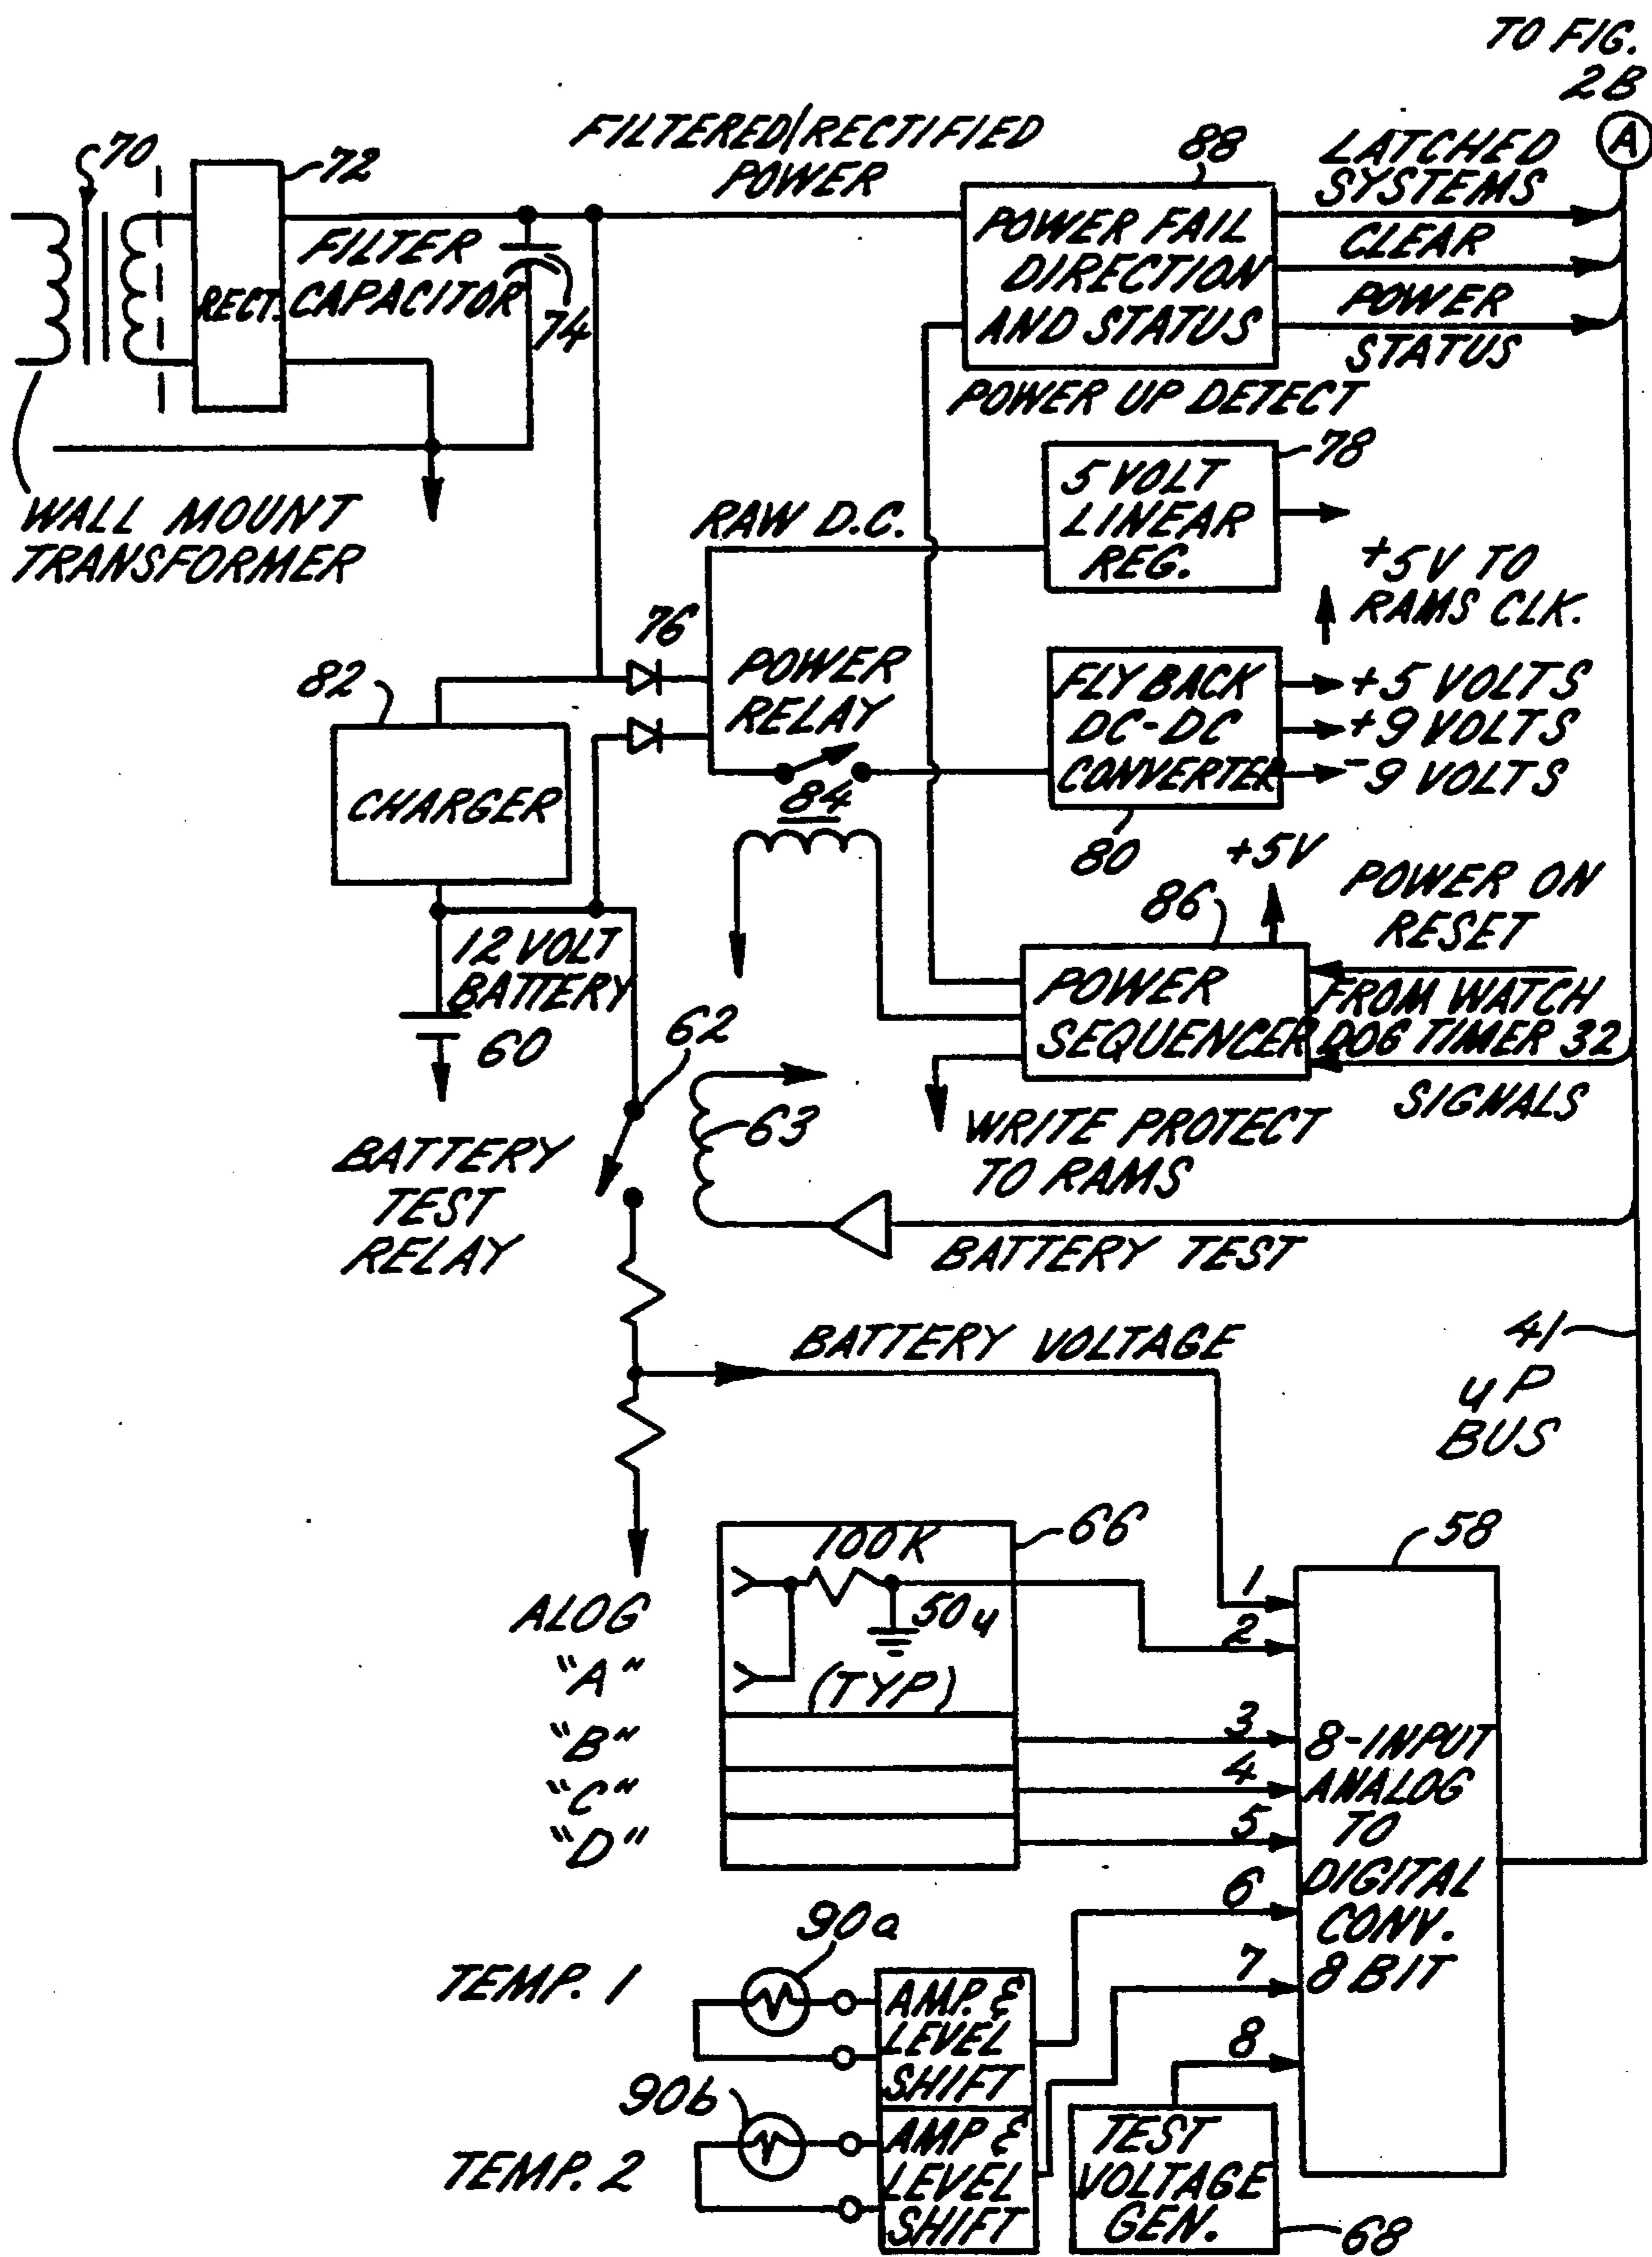 TO FIG.
2B
A
70
72
FILTERED/RECTIFIED
POWER
88
LATCHED
SYSTEMS
CLEAR
POWER
STATUS
RECT.
FILTER
CAPACITOR
74
POWER FAIL
DIRECTION
AND STATUS
POWER UP DETECT
WALL MOUNT
TRANSFORMER
RAW D.C.
78
5 VOLT
LINEAR
REG.
+5V TO
RAMS CLK.
76
82
POWER
RELAY
84
CHARGER
FLY BACK
DC-DC
CONVERTER
80
+5 VOLTS
+9 VOLTS
-9 VOLTS
+5V
86
POWER ON
RESET
12 VOLT
BATTERY
60
62
63
POWER
SEQUENCER
FROM WATCH
DOG TIMER 32
SIGNALS
WRITE PROTECT
TO RAMS
BATTERY
TEST
RELAY
BATTERY TEST
BATTERY VOLTAGE
41
uP
BUS
66
58
100K
50u
(TYP)
ALOG
"A"
"B"
"C"
"D"
1
2
3
4
5
6
7
8
8-INPUT
ANALOG
TO
DIGITAL
CONV.
8 BIT
90a
TEMP. 1
AMP. &
LEVEL
SHIFT
90b
TEMP. 2
AMP &
LEVEL
SHIFT
TEST
VOLTAGE
GEN.
68